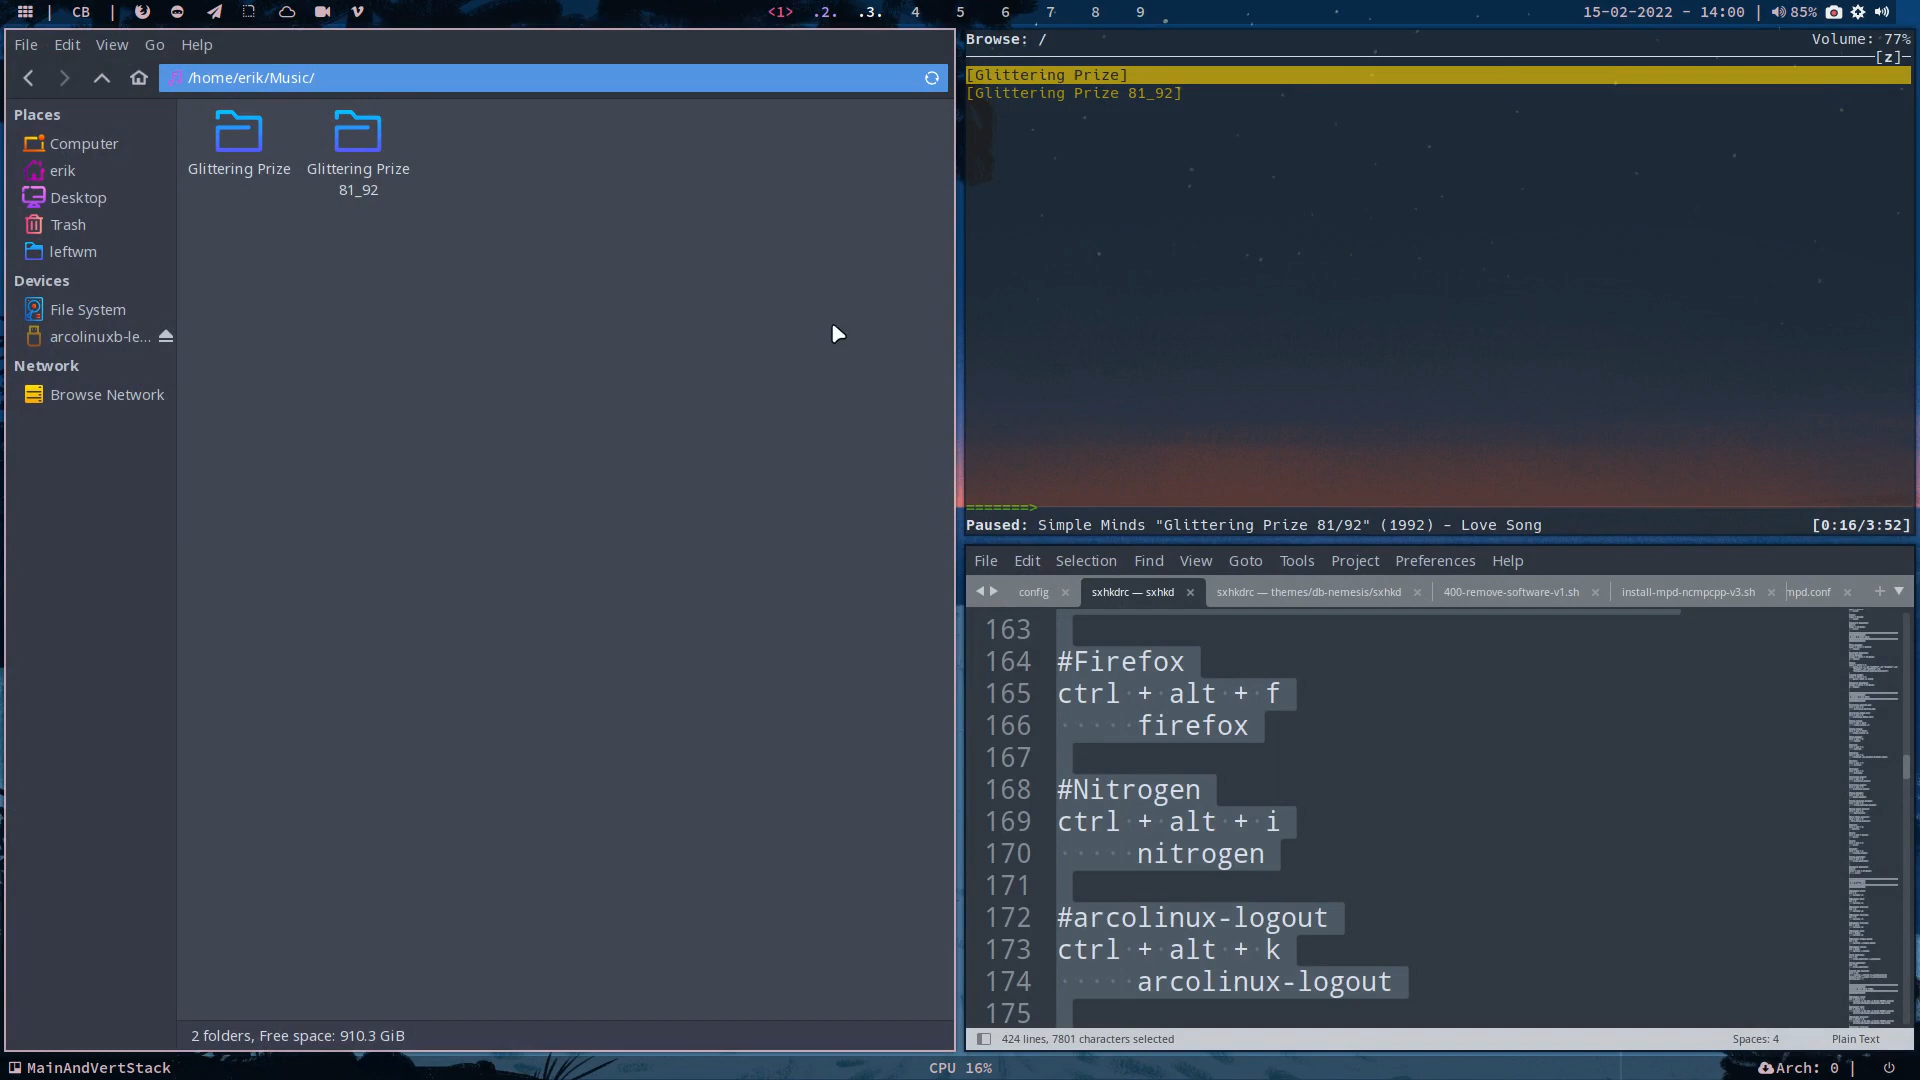 CB
<1> .2. .3. 4 5 6 7 8 9
15-02-2022 - 14:00 | 85%
File Edit View Go Help
/home/erik/Music/
Places
Computer
erik
Desktop
Trash
leftwm
Devices
File System
arcolinuxb-le...
Network
Browse Network
Glittering Prize
Glittering Prize
81_92
2 folders, Free space: 910.3 GiB
Browse: / Volume: 77%
[z]
[Glittering Prize]
[Glittering Prize 81_92]
=======>
Paused: Simple Minds "Glittering Prize 81/92" (1992) - Love Song [0:16/3:52]
File Edit Selection Find View Goto Tools Project Preferences Help
config sxhkdrc — sxhkd sxhkdrc — themes/db-nemesis/sxhkd 400-remove-software-v1.sh install-mpd-ncmpcpp-v3.sh mpd.conf
163
164 #Firefox
165 ctrl + alt + f
166 firefox
167
168 #Nitrogen
169 ctrl + alt + i
170 nitrogen
171
172 #arcolinux-logout
173 ctrl + alt + k
174 arcolinux-logout
175
424 lines, 7801 characters selected Spaces: 4 Plain Text
MainAndVertStack CPU 16% Arch: 0 |